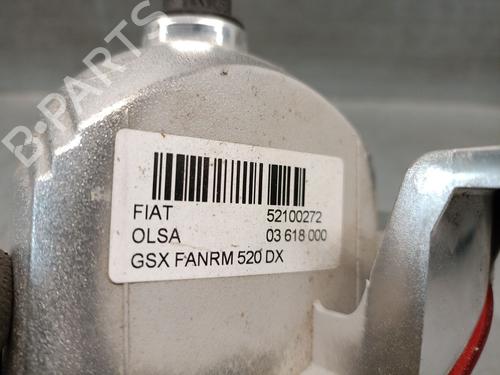 B-PARTS
FIAT 52100272
OLSA 03 618 000
GSX FANRM 520 DX